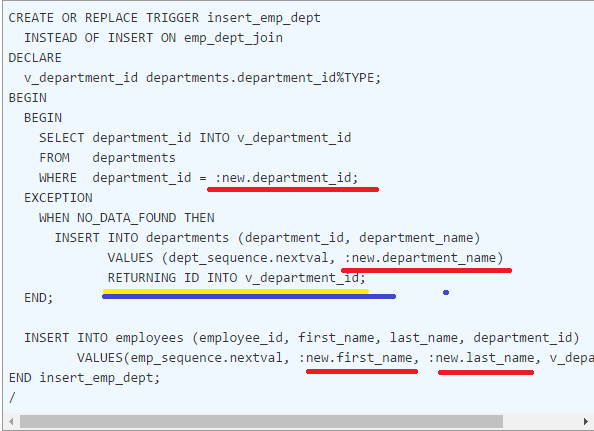 CREATE OR REPLACE TRIGGER insert_emp_dept
  INSTEAD OF INSERT ON emp_dept_join
DECLARE
  v_department_id departments.department_id%TYPE;
BEGIN
  BEGIN
    SELECT department_id INTO v_department_id
    FROM   departments
    WHERE  department_id = :new.department_id;
  EXCEPTION
    WHEN NO_DATA_FOUND THEN
      INSERT INTO departments (department_id, department_name)
             VALUES (dept_sequence.nextval, :new.department_name)
             RETURNING ID INTO v_department_id;
  END;
  INSERT INTO employees (employee_id, first_name, last_name, department_id)
         VALUES(emp_sequence.nextval, :new.first_name, :new.last_name, v_depa
END insert_emp_dept;
/